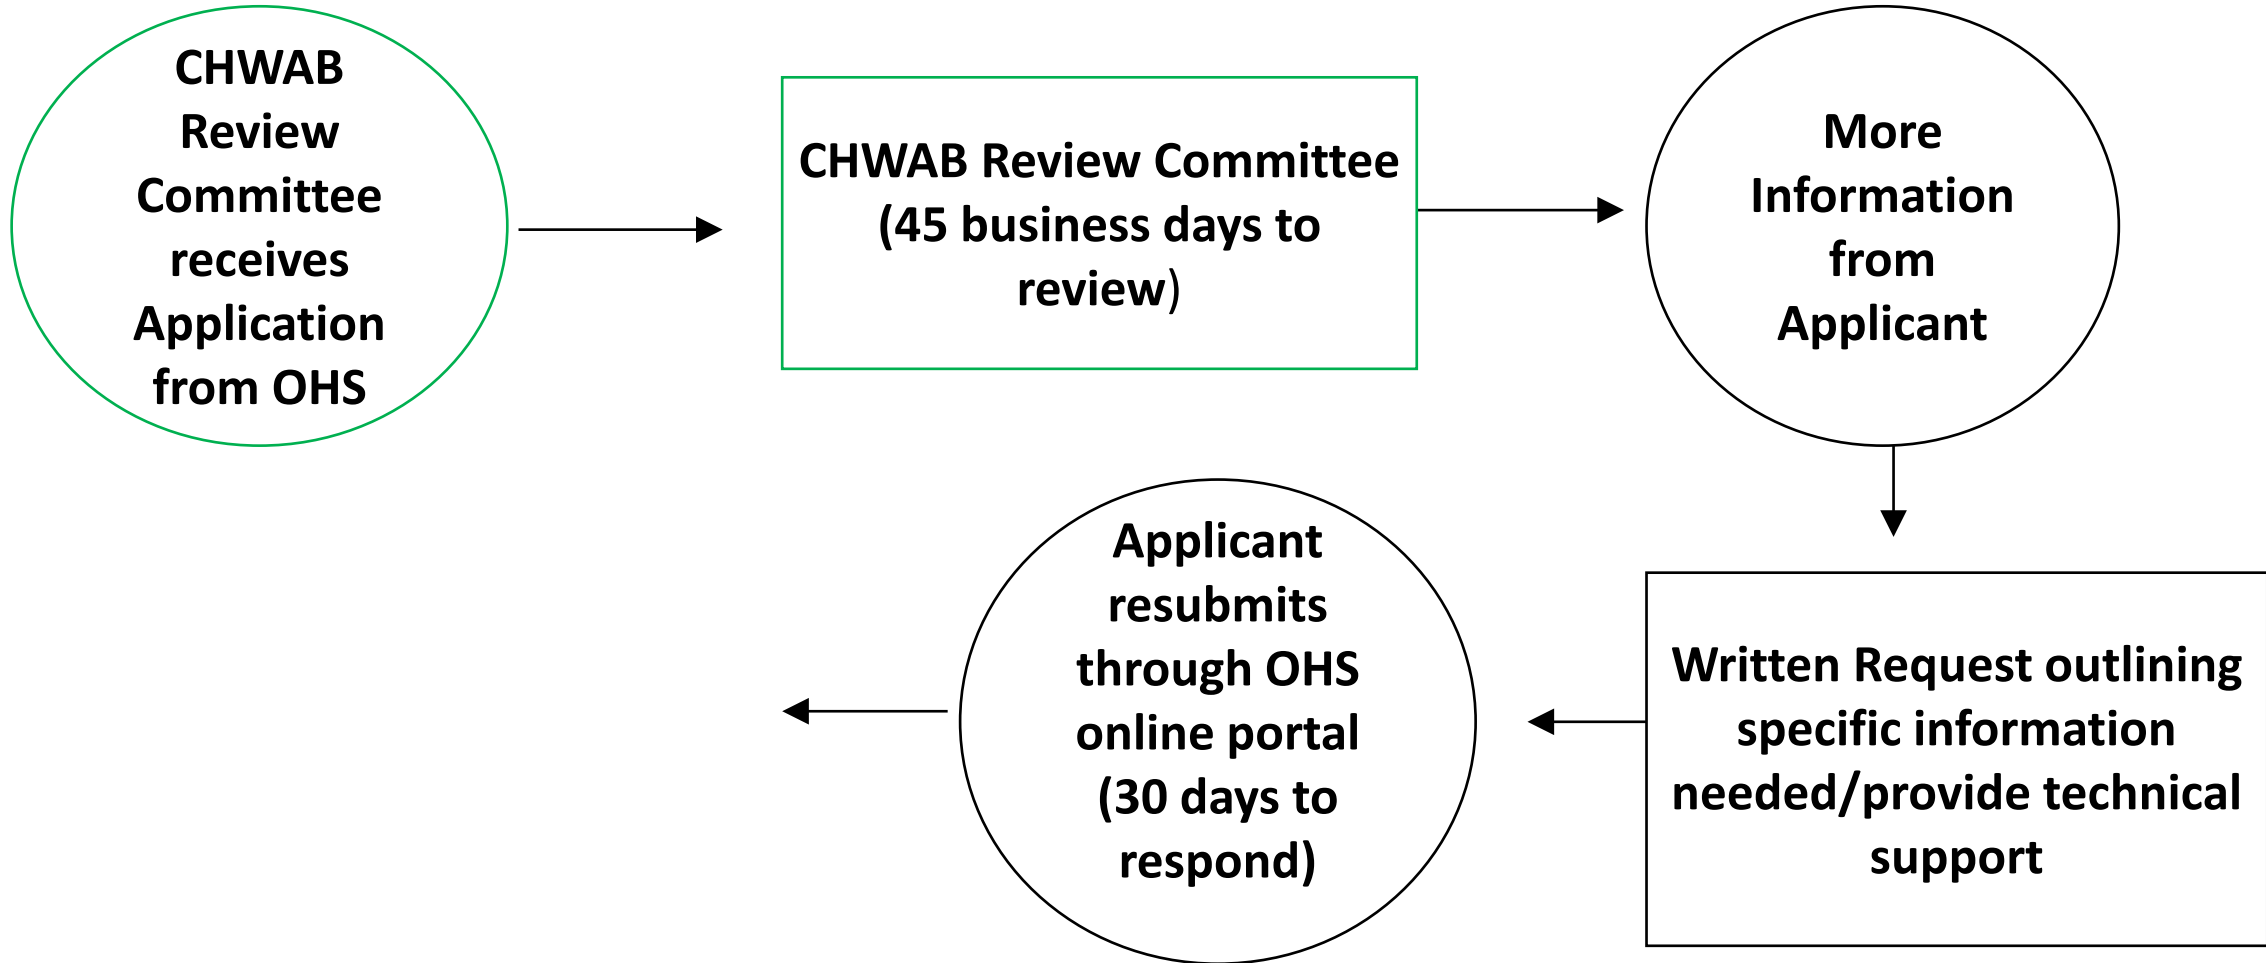 CHWAB
Review
Committee
receives
Application
from OHS
CHWAB Review Committee
(45 business days to
review)
More
Information
from
Applicant
Written Request outlining
specific information
needed/provide technical
support
Applicant
resubmits
through OHS
online portal
(30 days to
respond)